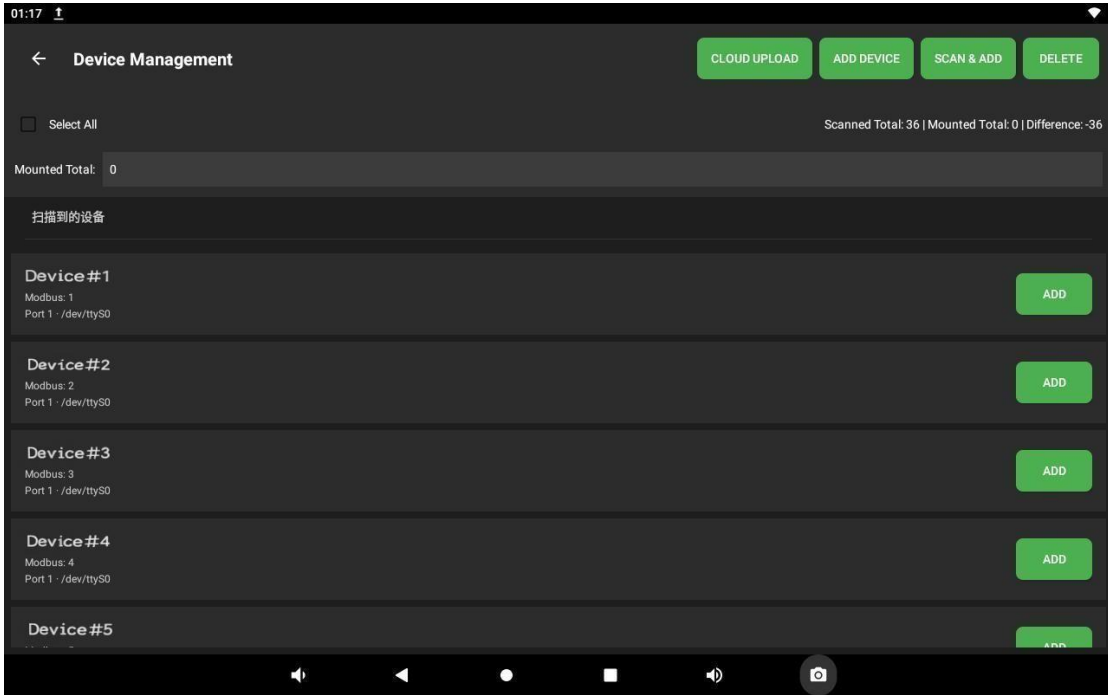 01:17
Device Management
CLOUD UPLOAD
ADD DEVICE
SCAN & ADD
DELETE
Select All
Scanned Total: 36 | Mounted Total: 0 | Difference: -36
Mounted Total: 0
扫描到的设备
Device#1
Modbus: 1
Port 1 · /dev/ttyS0
ADD
Device#2
Modbus: 2
Port 1 · /dev/ttyS0
ADD
Device#3
Modbus: 3
Port 1 · /dev/ttyS0
ADD
Device#4
Modbus: 4
Port 1 · /dev/ttyS0
ADD
Device#5
ADD